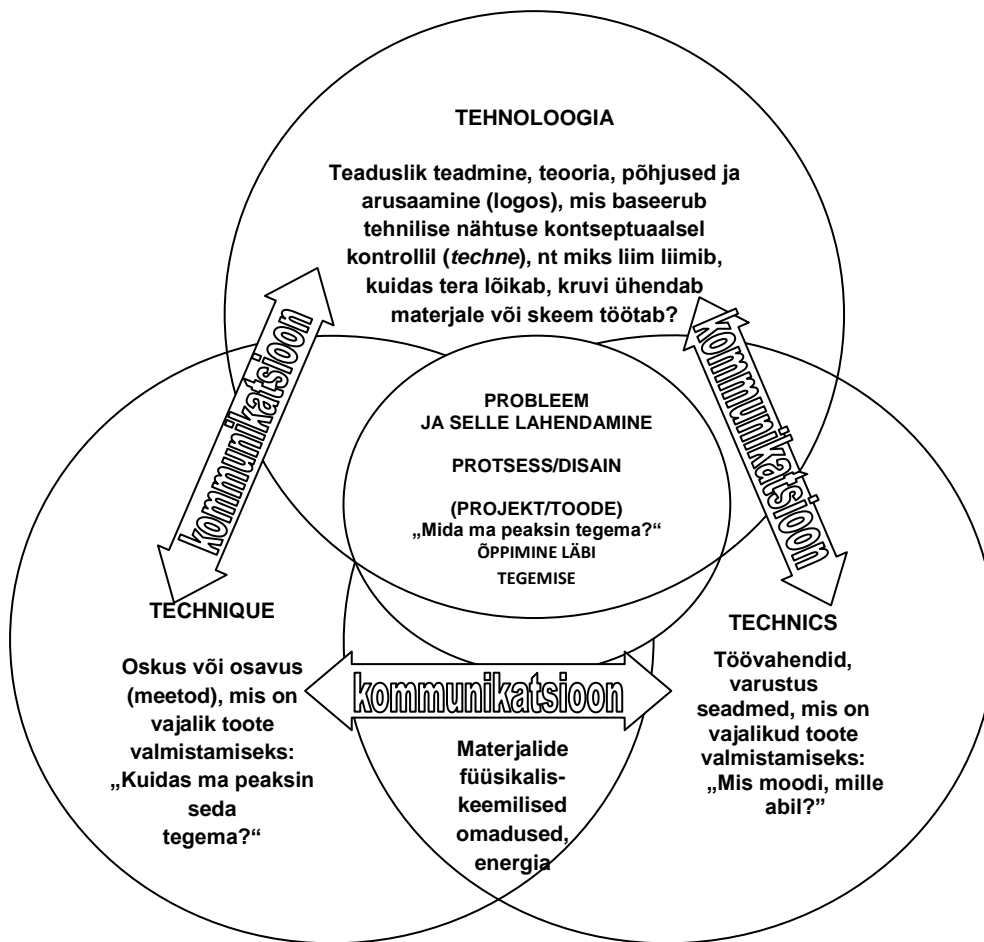 TEHNOLOOGIA
Teaduslik teadmine, teooria, põhjused ja
arusaamine (logos), mis baseerub
tehnilise nähtuse kontseptuaalsel
kontrollil (techne), nt miks liim liimib,
kuidas tera lõikab, kruvi ühendab
materjale või skeem töötab?
kommunikatsioon
kommunikatsioon
PROBLEEM
JA SELLE LAHENDAMINE
PROTSESS/DISAIN
(PROJEKT/TOODE)
„Mida ma peaksin tegema?“
ÕPPIMINE LÄBI
TEGEMISE
TECHNIQUE
Oskus või osavus
(meetod), mis on
vajalik toote
valmistamiseks:
„Kuidas ma peaksin
seda
tegema?“
kommunikatsioon
Materjalide
füüsikalis-
keemilised
omadused,
energia
TECHNICS
Töövahendid,
varustus
seadmed, mis on
vajalikud toote
valmistamiseks:
„Mis moodi, mille
abil?”